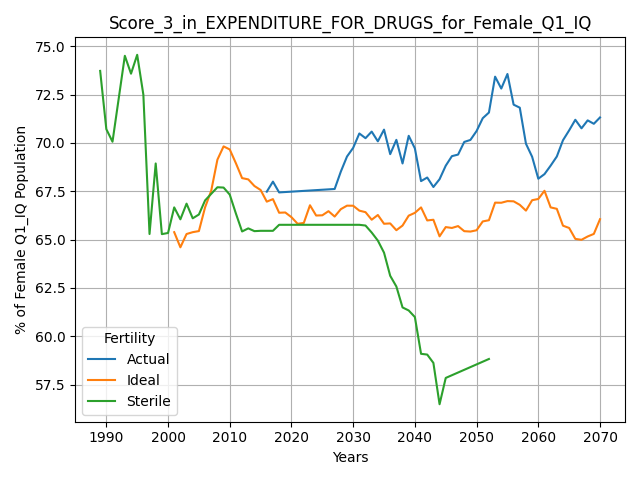 Score_3_in_EXPENDITURE_FOR_DRUGS_for_Female_Q1_IQ
75.0
72.5
70.0
67.5
65.0
62.5
60.0
57.5
% of Female Q1_IQ Population
Fertility
Actual
Ideal
Sterile
1990 2000 2010 2020 2030 2040 2050 2060 2070
Years